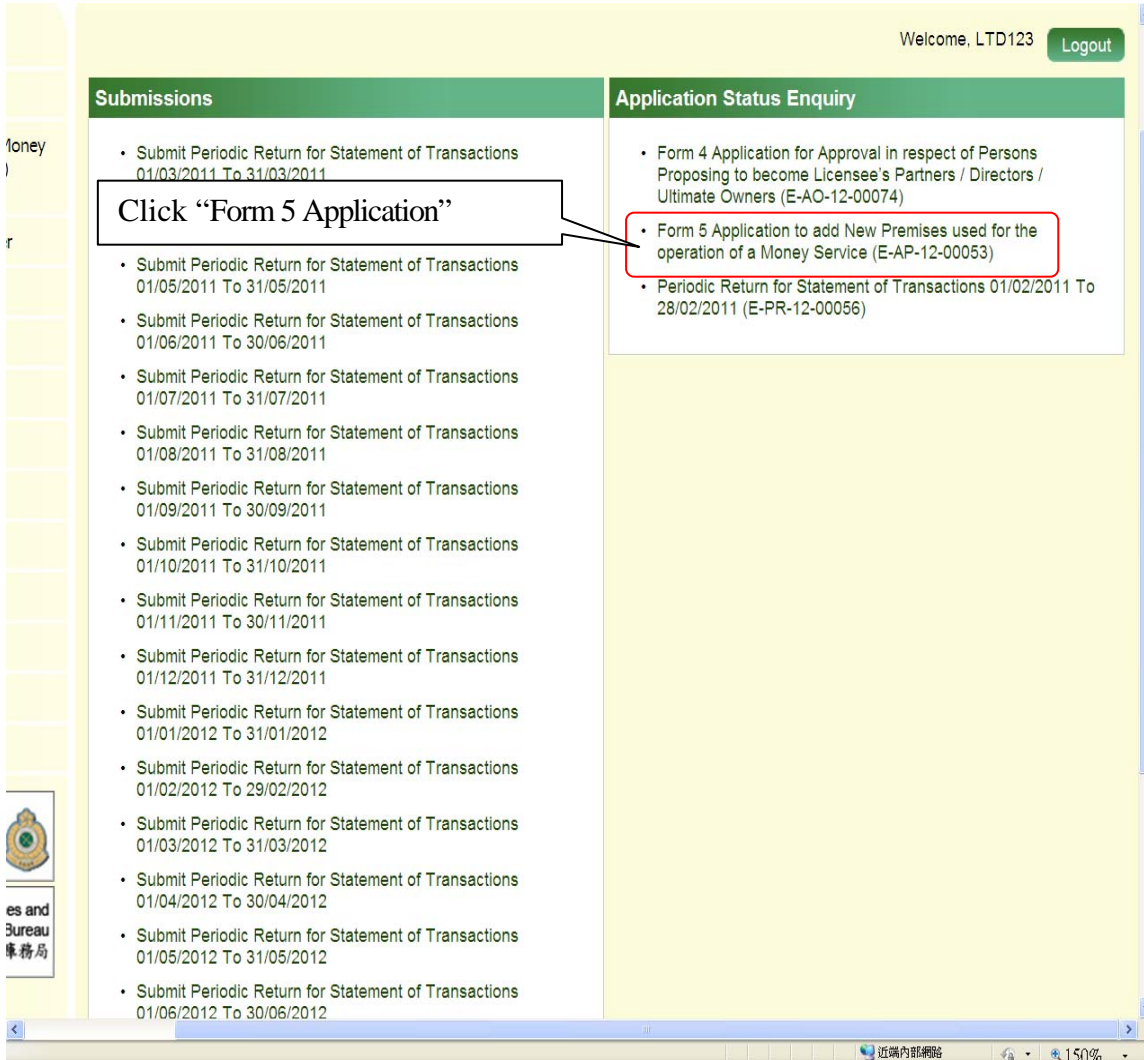 Welcome, LTD123
Logout
Submissions
Money
)
er
• Submit Periodic Return for Statement of Transactions
01/03/2011 To 31/03/2011
Click “Form 5 Application”
• Submit Periodic Return for Statement of Transactions
01/05/2011 To 31/05/2011
• Submit Periodic Return for Statement of Transactions
01/06/2011 To 30/06/2011
• Submit Periodic Return for Statement of Transactions
01/07/2011 To 31/07/2011
• Submit Periodic Return for Statement of Transactions
01/08/2011 To 31/08/2011
• Submit Periodic Return for Statement of Transactions
01/09/2011 To 30/09/2011
• Submit Periodic Return for Statement of Transactions
01/10/2011 To 31/10/2011
• Submit Periodic Return for Statement of Transactions
01/11/2011 To 30/11/2011
• Submit Periodic Return for Statement of Transactions
01/12/2011 To 31/12/2011
• Submit Periodic Return for Statement of Transactions
01/01/2012 To 31/01/2012
• Submit Periodic Return for Statement of Transactions
01/02/2012 To 29/02/2012
• Submit Periodic Return for Statement of Transactions
01/03/2012 To 31/03/2012
• Submit Periodic Return for Statement of Transactions
01/04/2012 To 30/04/2012
• Submit Periodic Return for Statement of Transactions
01/05/2012 To 31/05/2012
• Submit Periodic Return for Statement of Transactions
01/06/2012 To 30/06/2012
Application Status Enquiry
• Form 4 Application for Approval in respect of Persons
Proposing to become Licensee's Partners / Directors /
Ultimate Owners (E-AO-12-00074)
• Form 5 Application to add New Premises used for the
operation of a Money Service (E-AP-12-00053)
• Periodic Return for Statement of Transactions 01/02/2011 To
28/02/2011 (E-PR-12-00056)
es and
Bureau
庫務局
近端內部網路
150%